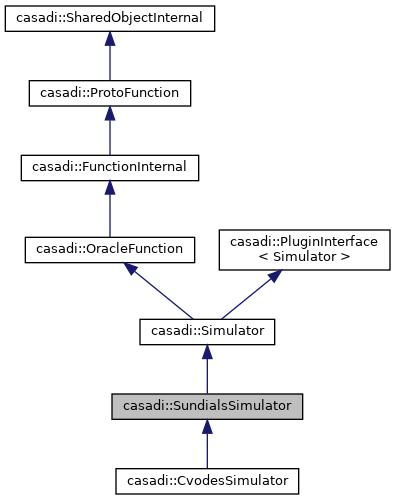 casadi::SharedObjectInternal
casadi::ProtoFunction
casadi::FunctionInternal
casadi::OracleFunction
casadi::PluginInterface
< Simulator >
casadi::Simulator
casadi::SundialsSimulator
casadi::CvodesSimulator